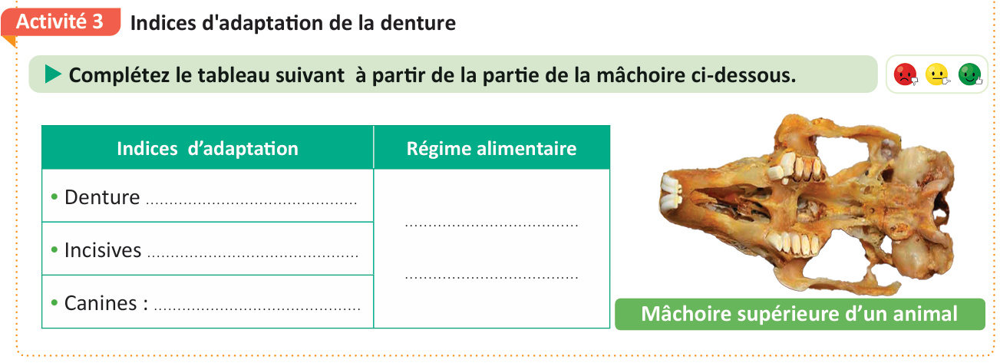 Activité 3
Indices d'adaptation de la denture
▶ Complétez le tableau suivant à partir de la partie de la mâchoire ci-dessous.
Indices d’adaptation
Régime alimentaire
• Denture ..............................................
• Incisives ..............................................
• Canines : .............................................
.....................................
.....................................
Mâchoire supérieure d’un animal